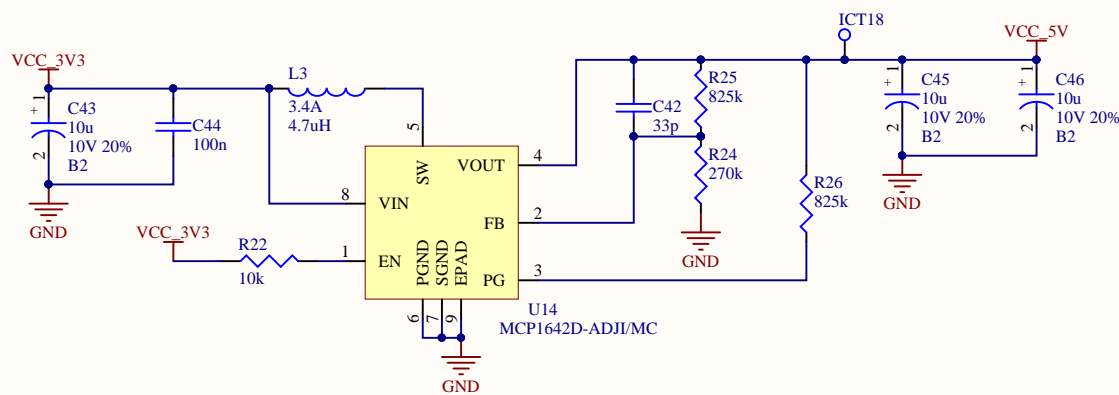 ICT18
VCC_3V3
VCC_5V
L3
3.4A
4.7uH
1
+
C43
10u
10V 20%
2
B2
C44
100n
5
SW
C42
33p
R25
825k
R24
270k
1
+
C45
10u
10V 20%
2
B2
1
+
C46
10u
10V 20%
2
B2
VOUT
4
R26
825k
8
VIN
FB
2
GND
GND
GND
VCC_3V3
R22
10k
1
EN
PGND
SGND
EPAD
PG
3
6
7
9
U14
MCP1642D-ADJI/MC
GND